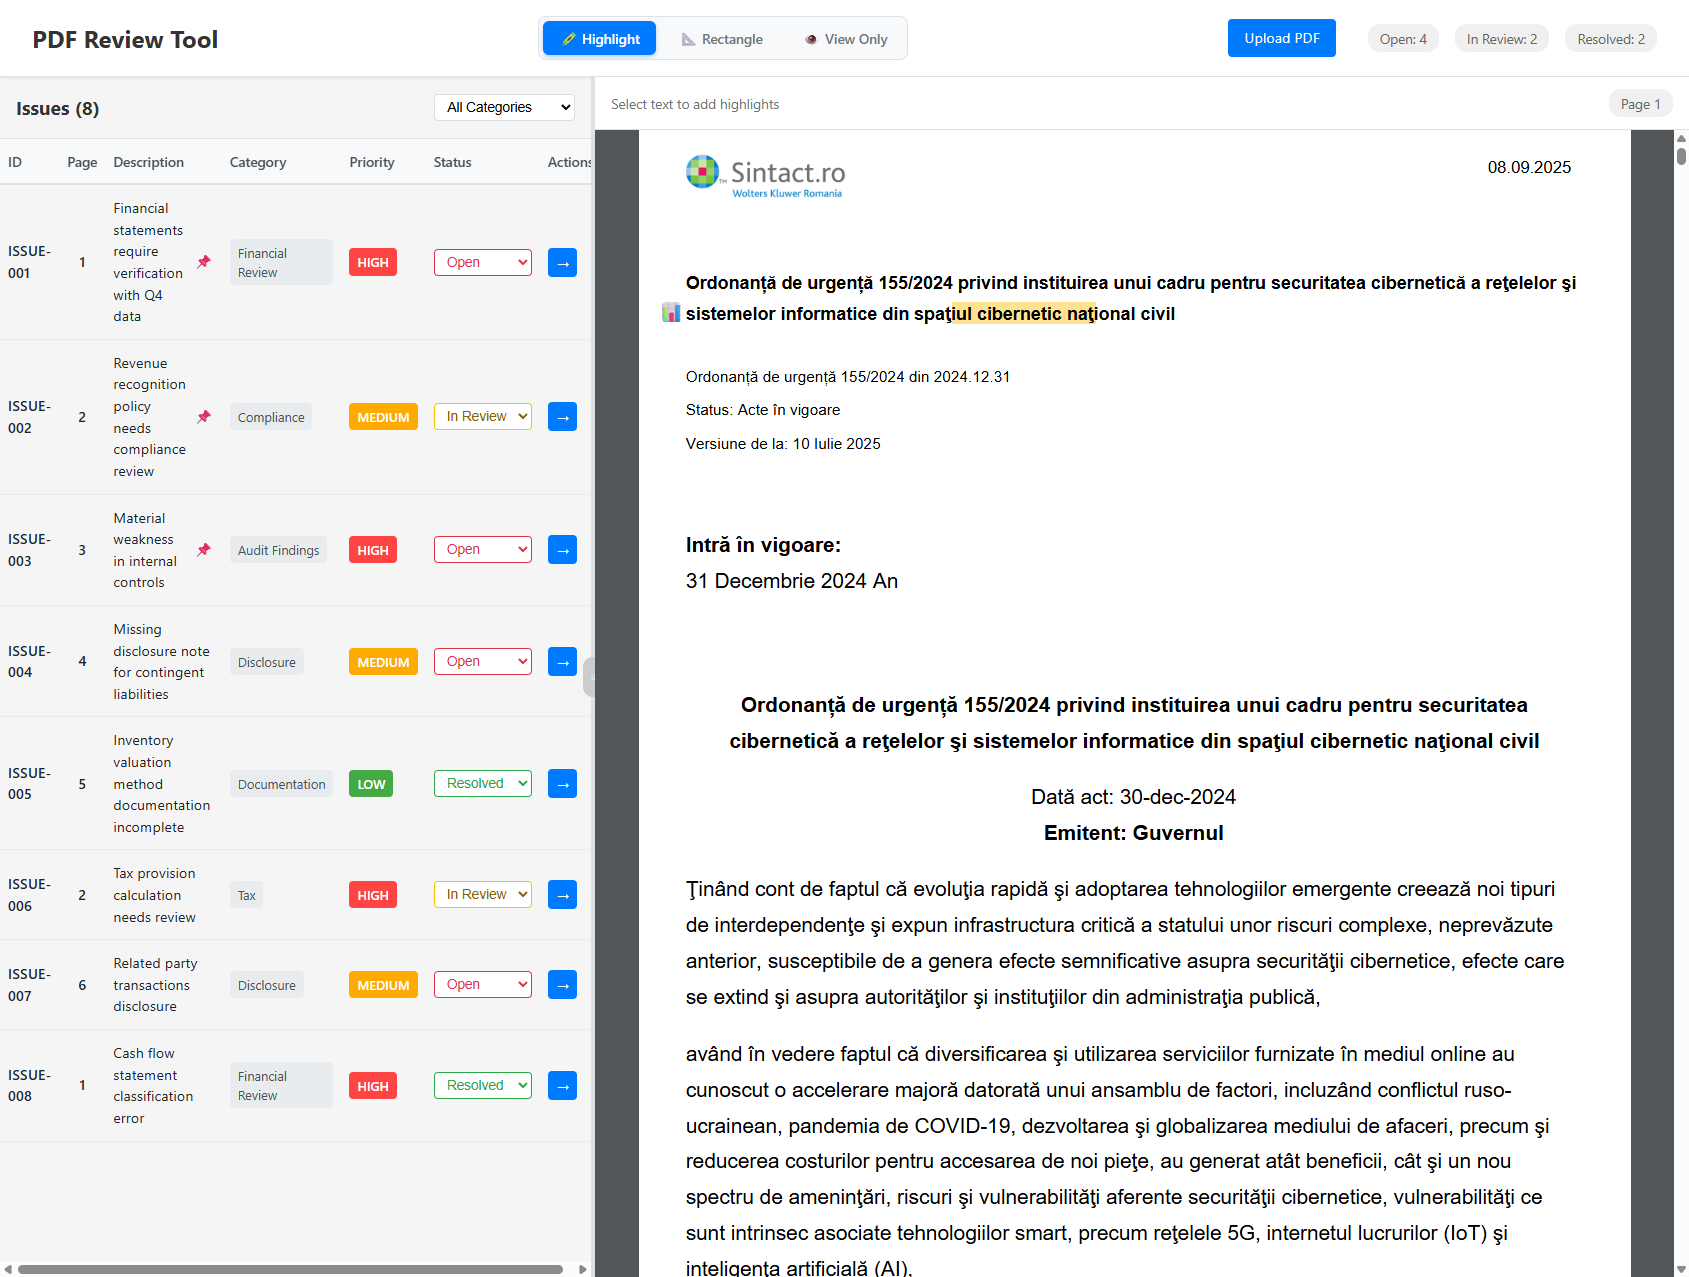 PDF Review Tool
Highlight
Rectangle
View Only
Upload PDF
Open: 4
In Review: 2
Resolved: 2
Issues (8)
All Categories
ID Page Description Category Priority Status Actions
ISSUE-
001
1
Financial
statements
require
verification
with Q4
data
Financial
Review
HIGH
Open
→
ISSUE-
002
2
Revenue
recognition
policy
needs
compliance
review
Compliance
MEDIUM
In Review
→
ISSUE-
003
3
Material
weakness
in internal
controls
Audit Findings
HIGH
Open
→
ISSUE-
004
4
Missing
disclosure note
for contingent
liabilities
Disclosure
MEDIUM
Open
→
ISSUE-
005
5
Inventory
valuation
method
documentation
incomplete
Documentation
LOW
Resolved
→
ISSUE-
006
2
Tax provision
calculation
needs review
Tax
HIGH
In Review
→
ISSUE-
007
6
Related party
transactions
disclosure
Disclosure
MEDIUM
Open
→
ISSUE-
008
1
Cash flow
statement
classification
error
Financial
Review
HIGH
Resolved
→
Select text to add highlights
Page 1
Sintact.ro
TM
Wolters Kluwer Romania
08.09.2025
Ordonanță de urgență 155/2024 privind instituirea unui cadru pentru securitatea cibernetică a reţelelor şi
sistemelor informatice din spaţiul cibernetic naţional civil
Ordonanță de urgență 155/2024 din 2024.12.31
Status: Acte în vigoare
Versiune de la: 10 Iulie 2025
Intră în vigoare:
31 Decembrie 2024 An
Ordonanță de urgență 155/2024 privind instituirea unui cadru pentru securitatea
cibernetică a reţelelor şi sistemelor informatice din spaţiul cibernetic naţional civil
Dată act: 30-dec-2024
Emitent: Guvernul
Ţinând cont de faptul că evoluţia rapidă şi adoptarea tehnologiilor emergente creează noi tipuri
de interdependenţe şi expun infrastructura critică a statului unor riscuri complexe, neprevăzute
anterior, susceptibile de a genera efecte semnificative asupra securităţii cibernetice, efecte care
se extind şi asupra autorităţilor şi instituţiilor din administraţia publică,
având în vedere faptul că diversificarea şi utilizarea serviciilor furnizate în mediul online au
cunoscut o accelerare majoră datorată unui ansamblu de factori, incluzând conflictul ruso-
ucrainean, pandemia de COVID-19, dezvoltarea şi globalizarea mediului de afaceri, precum şi
reducerea costurilor pentru accesarea de noi pieţe, au generat atât beneficii, cât şi un nou
spectru de ameninţări, riscuri şi vulnerabilităţi aferente securităţii cibernetice, vulnerabilităţi ce
sunt intrinsec asociate tehnologiilor smart, precum reţelele 5G, internetul lucrurilor (IoT) şi
inteligenţa artificială (AI),